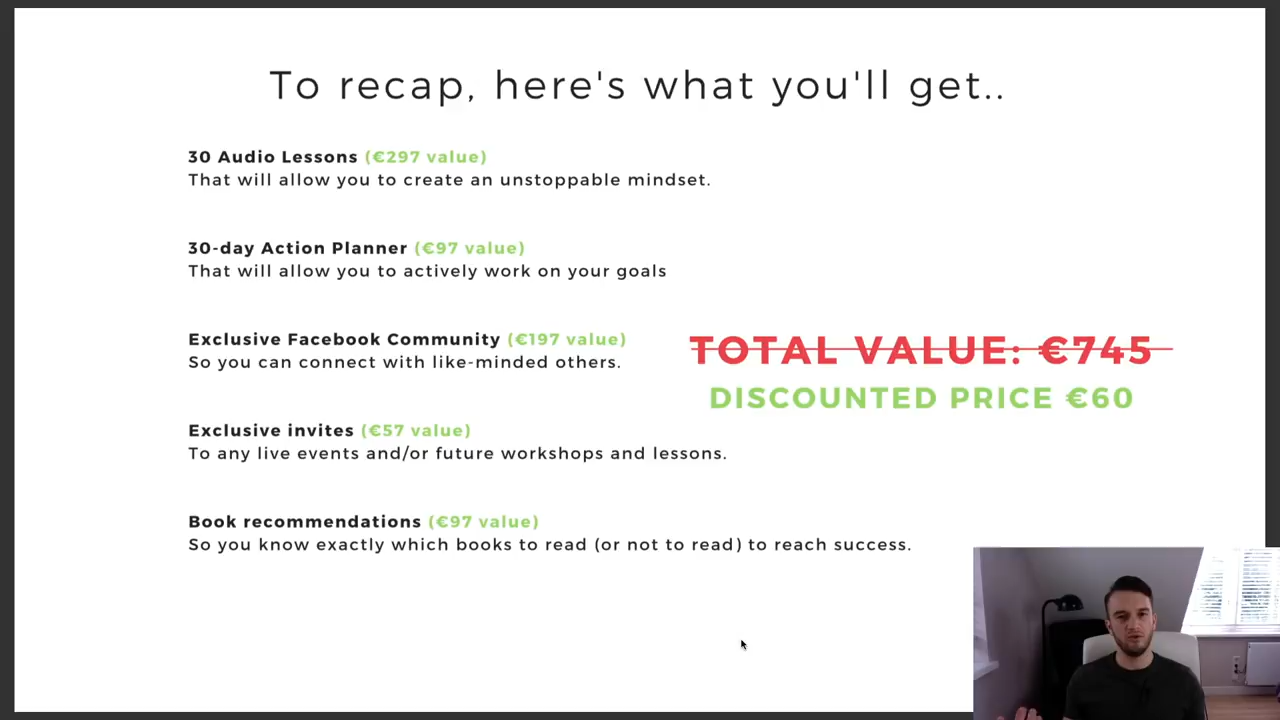 To recap, here's what you'll get..
30 Audio Lessons (€297 value)
That will allow you to create an unstoppable mindset.
30-day Action Planner (€97 value)
That will allow you to actively work on your goals
Exclusive Facebook Community (€197 value)
So you can connect with like-minded others.
TOTAL VALUE: €745
DISCOUNTED PRICE €60
Exclusive invites (€57 value)
To any live events and/or future workshops and lessons.
Book recommendations (€97 value)
So you know exactly which books to read (or not to read) to reach success.